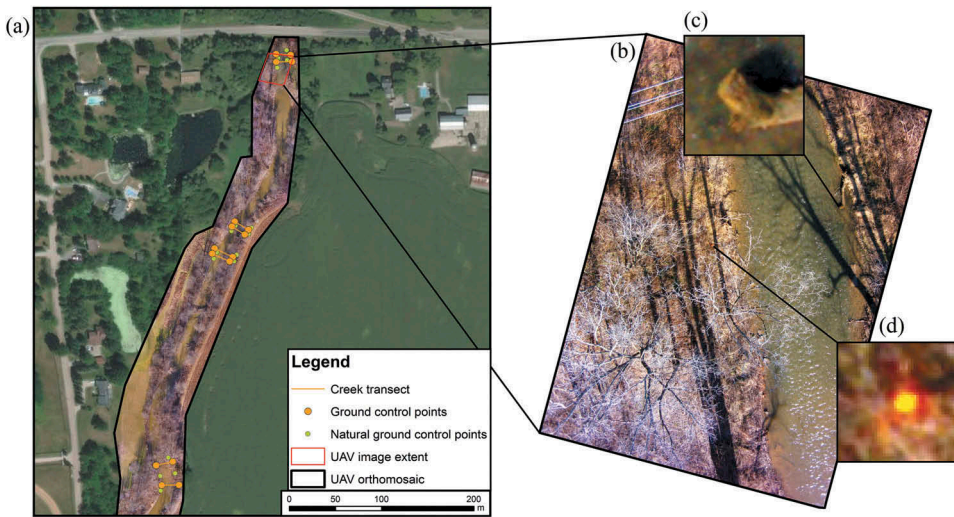 (a)
Legend
Creek transect
Ground control points
Natural ground control points
UAV image extent
UAV orthomosaic
0 50 100 200
m
(b)
(c)
(d)